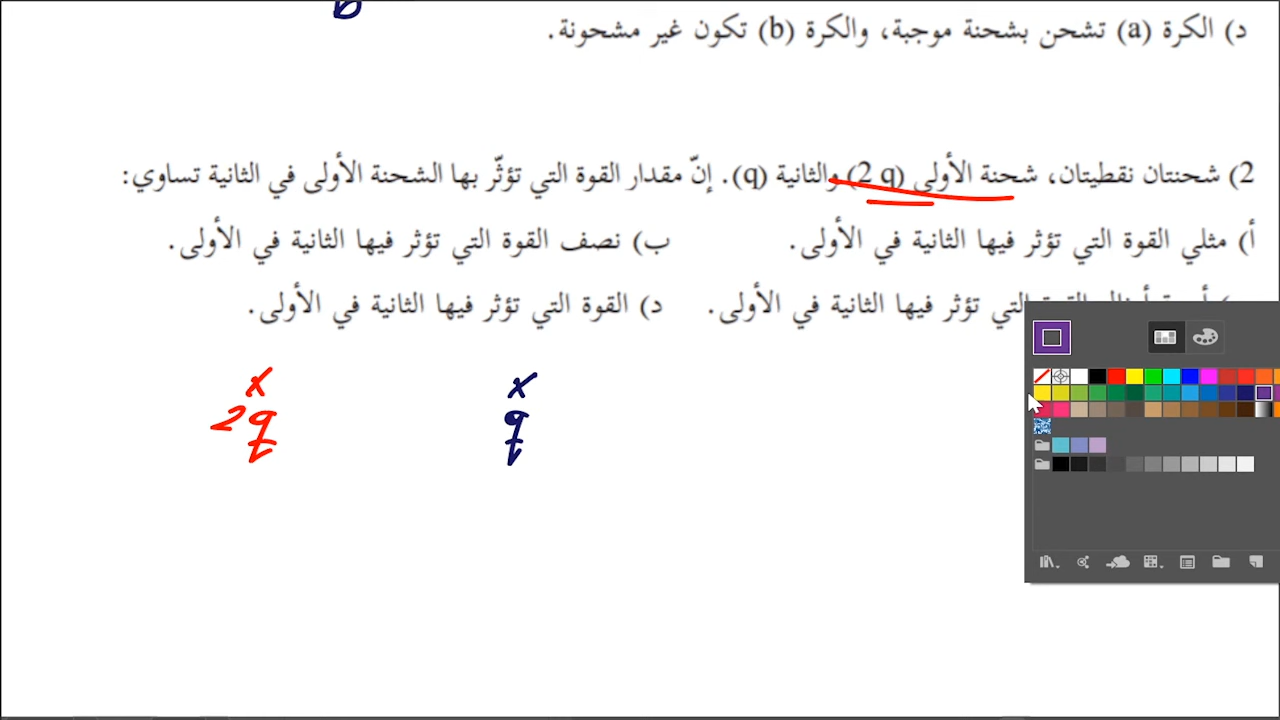 b
د) الكرة (a) تشحن بشحنة موجبة، والكرة (b) تكون غير مشحونة.
2) شحنتان نقطيتان، شحنة الأولى (2 q) والثانية (q). إنّ مقدار القوة التي تؤثّر بها الشحنة الأولى في الثانية تساوي:
أ) مثلي القوة التي تؤثر فيها الثانية في الأولى. ب) نصف القوة التي تؤثر فيها الثانية في الأولى.
التي تؤثر فيها الثانية في الأولى. د) القوة التي تؤثر فيها الثانية في الأولى.
x x
2q q